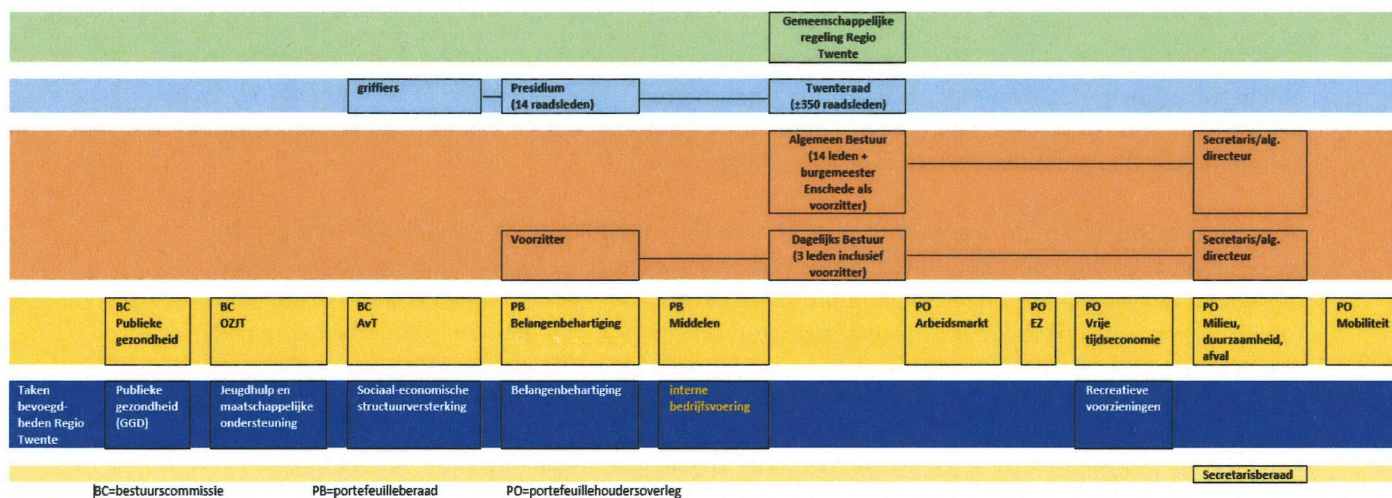 Gemeenschappelijke
regeling Regio
Twente
griffiers
Presidium
(14 raadsleden)
Twenteraad
(±350 raadsleden)
Algemeen Bestuur
(14 leden +
burgemeester
Enschede als
voorzitter)
Secretaris/alg.
directeur
Voorzitter
Dagelijks Bestuur
(3 leden inclusief
voorzitter)
Secretaris/alg.
directeur
BC
Publieke
gezondheid
BC
OZJT
BC
AvT
PB
Belangenbehartiging
PB
Middelen
PO
Arbeidsmarkt
PO
EZ
PO
Vrije
tijdseconomie
PO
Milieu,
duurzaamheid,
afval
PO
Mobiliteit
Taken
bevoegd-
heden Regio
Twente
Publieke
gezondheid
(GGD)
Jeugdhulp en
maatschappelijke
ondersteuning
Sociaal-economische
structuurversterking
Belangenbehartiging
interne
bedrijfsvoering
Recreatieve
voorzieningen
Secretarisberaad
BC=bestuurscommissie PB=portefeuilleberaad PO=portefeuillehoudersoverleg